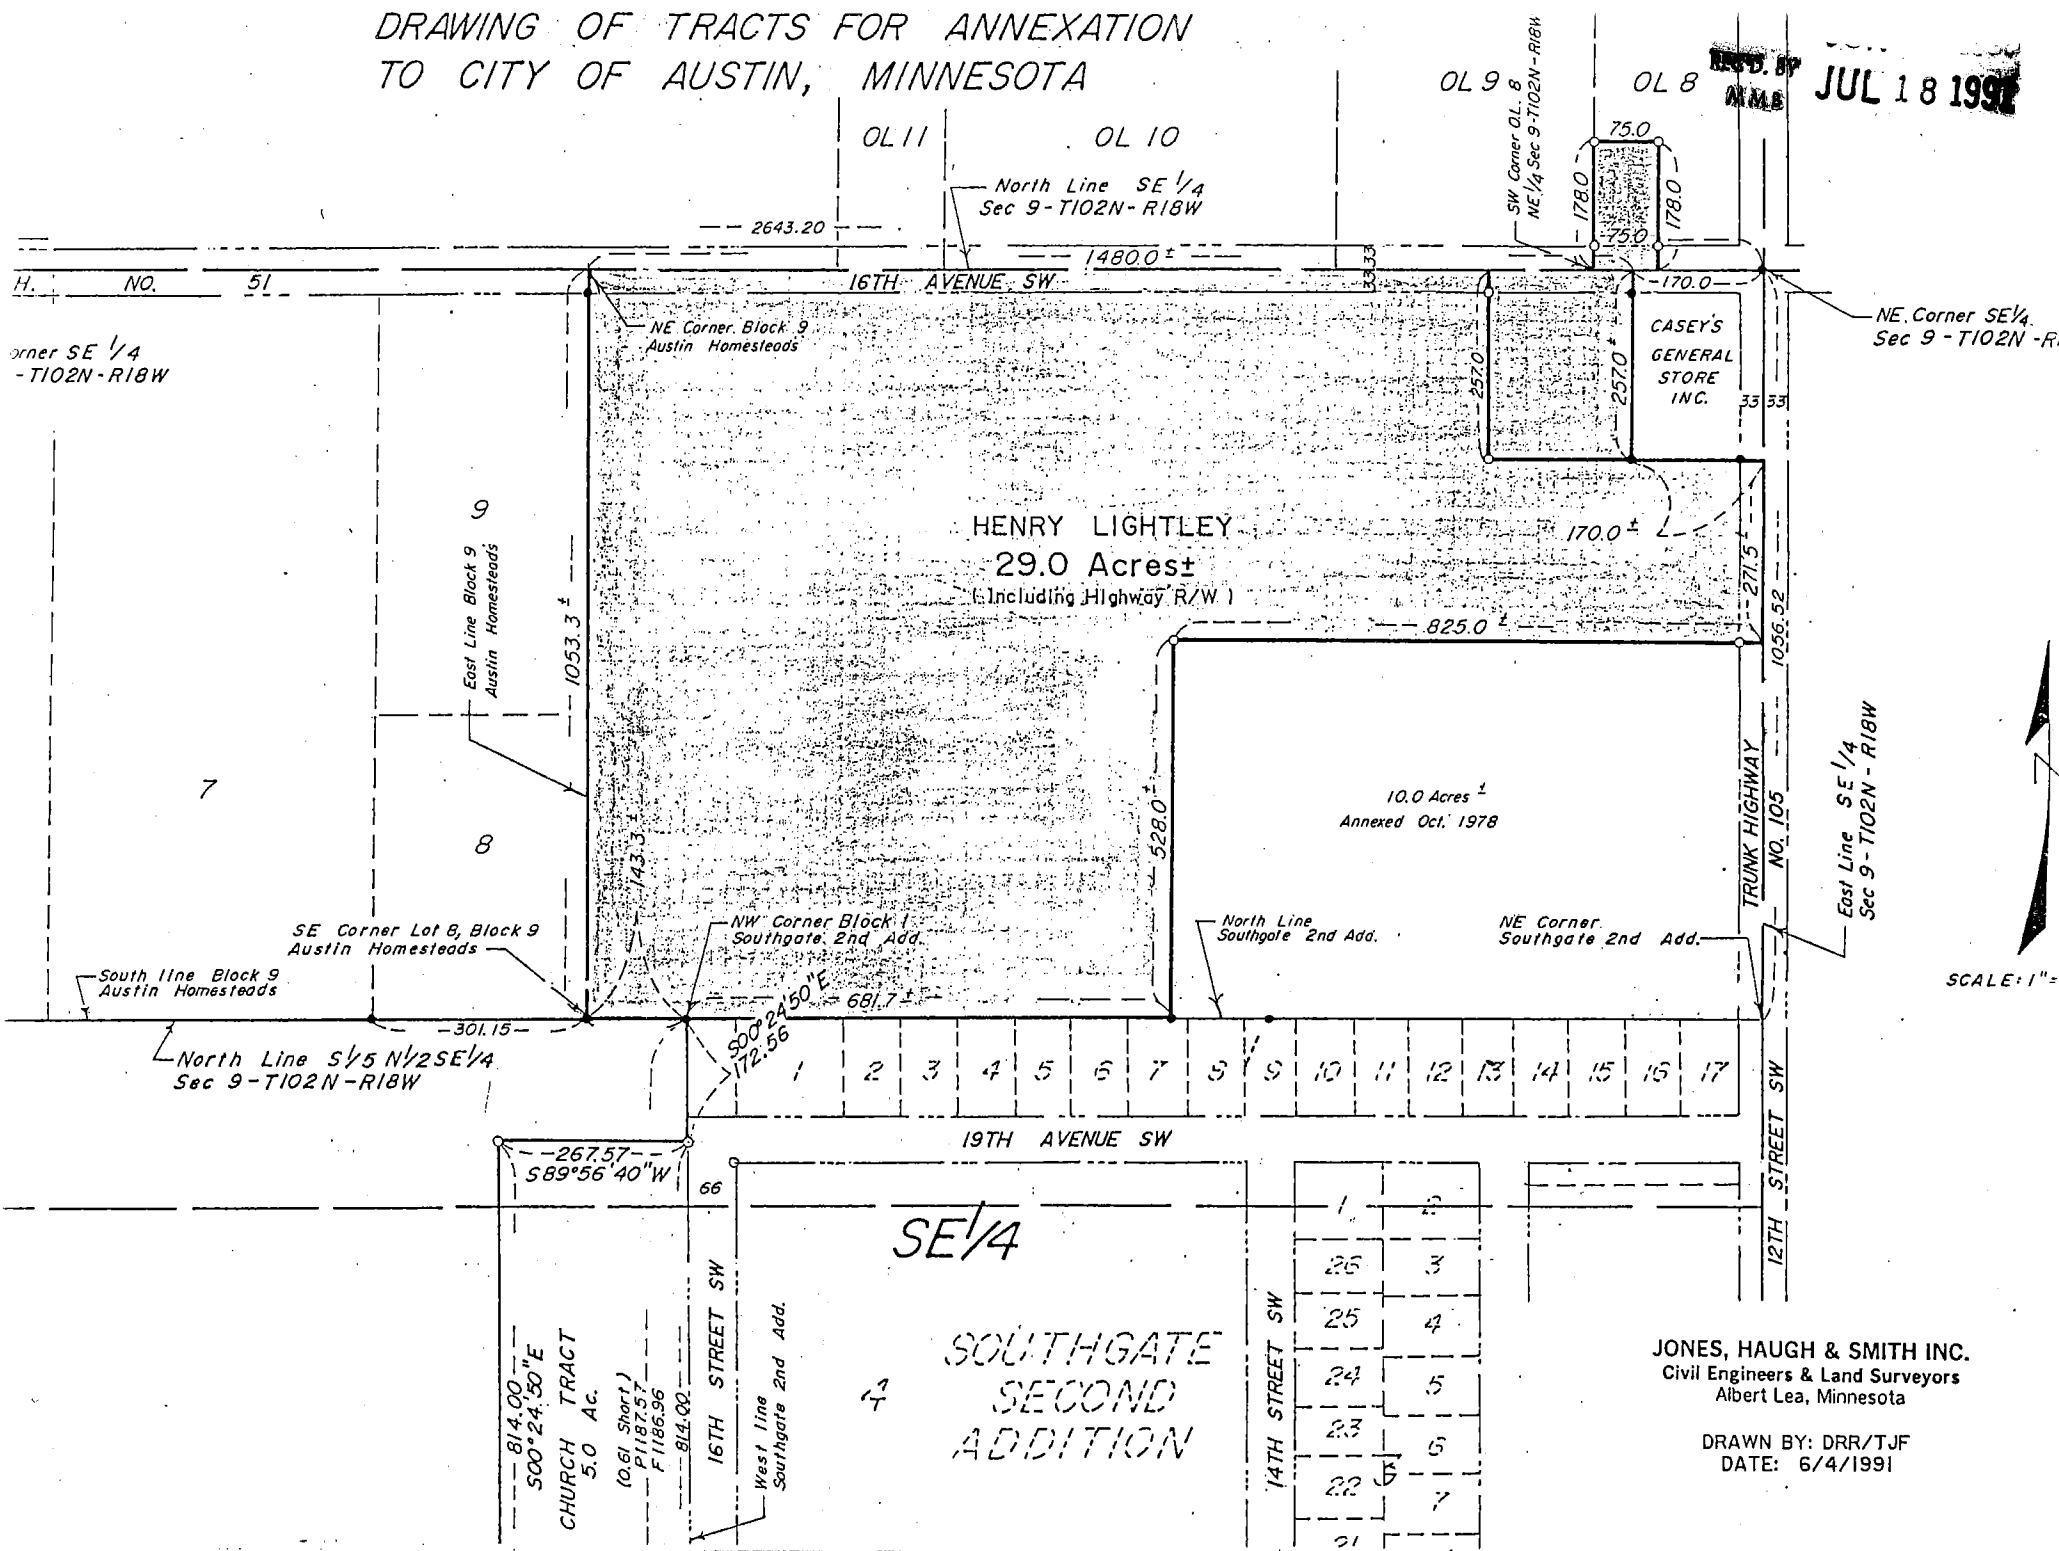 DRAWING OF TRACTS FOR ANNEXATION
TO CITY OF AUSTIN, MINNESOTA
REC'D. BY
MMB
JUL 18 1991
OL 11
OL 10
OL 9
OL 8
SW Corner O.L. 8
NE 1/4 Sec 9-T102N-R18W
75.0
178.0
178.0
75.0
North Line SE 1/4
Sec 9-T102N-R18W
2643.20
1480.0 ±
33 33
H. NO. 51
16TH AVENUE SW
170.0
NE Corner Block 9
Austin Homesteads
orner SE 1/4
-T102N-R18W
NE. Corner SE 1/4
Sec 9-T102N-R
CASEY'S
GENERAL
STORE
INC.
257.0
257.0 ±
33 33
9
East Line Block 9
Austin Homesteads
1053.3 ±
HENRY LIGHTLEY
29.0 Acres±
(Including Highway R/W)
170.0 ±
271.5 ±
1056.52
825.0 ±
7
8
143.3 ±
528.0 ±
10.0 Acres ±
Annexed Oct. 1978
TRUNK HIGHWAY
NO. 105
East Line SE 1/4
Sec 9-T102N-R18W
SE Corner Lot 8, Block 9
Austin Homesteads
NW Corner Block 1
Southgate 2nd Add.
North Line
Southgate 2nd Add.
NE Corner
Southgate 2nd Add.
South line Block 9
Austin Homesteads
SCALE: 1"=
301.15
681.7 ±
S00°24'50"E
172.56
North Line S 1/5 N 1/2 SE 1/4
Sec 9-T102N-R18W
1 2 3 4 5 6 7 8 9 10 11 12 13 14 15 16 17
19TH AVENUE SW
267.57
S89°56'40"W
66
12TH STREET SW
SE 1/4
1 2
26 3
25 4
24 5
23 6
22 7
21
814.00
S00°24'50"E
CHURCH TRACT
5.0 Ac.
(0.61 Short)
P1187.57
F1186.96
814.00
16TH STREET SW
West line
Southgate 2nd Add.
4
SOUTHGATE
SECOND
ADDITION
14TH STREET SW
5
JONES, HAUGH & SMITH INC.
Civil Engineers & Land Surveyors
Albert Lea, Minnesota
DRAWN BY: DRR/TJF
DATE: 6/4/1991